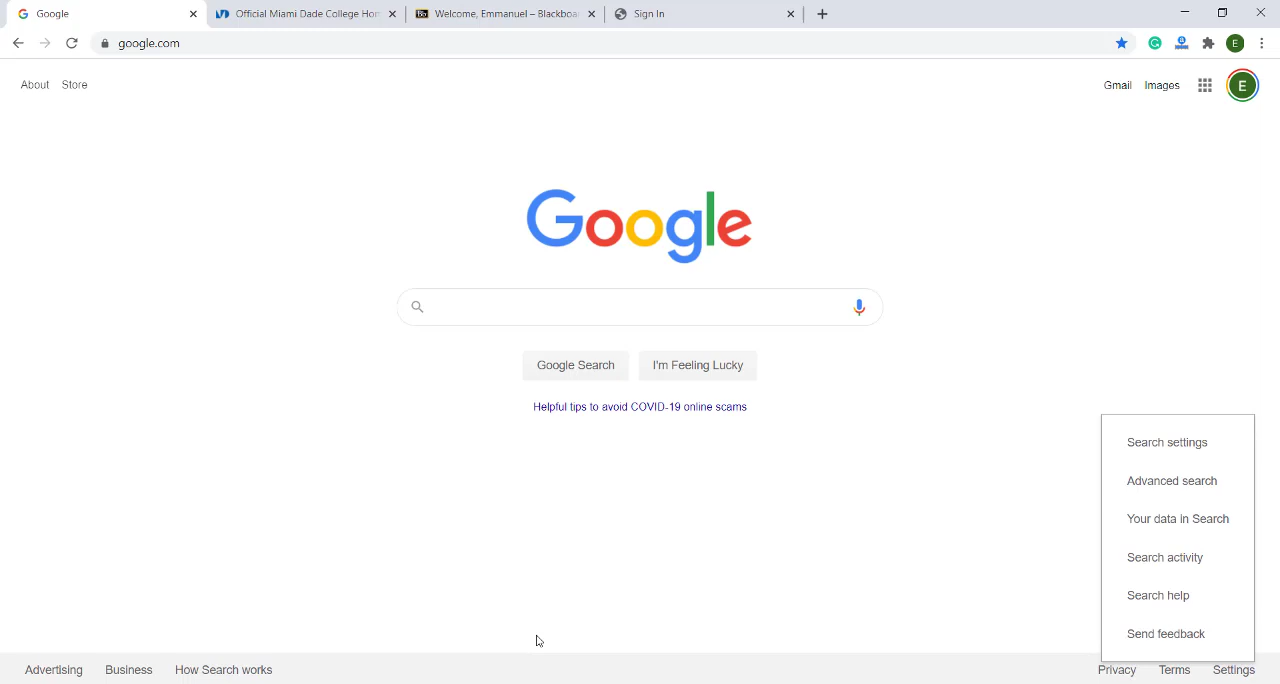 Google
Official Miami Dade College Hom
Bb
Welcome, Emmanuel – Blackboa
Sign In
google.com
E
About Store
Gmail Images
E
Google
Google Search I'm Feeling Lucky
Helpful tips to avoid COVID-19 online scams
Search settings
Advanced search
Your data in Search
Search activity
Search help
Send feedback
Advertising Business How Search works
Privacy Terms Settings